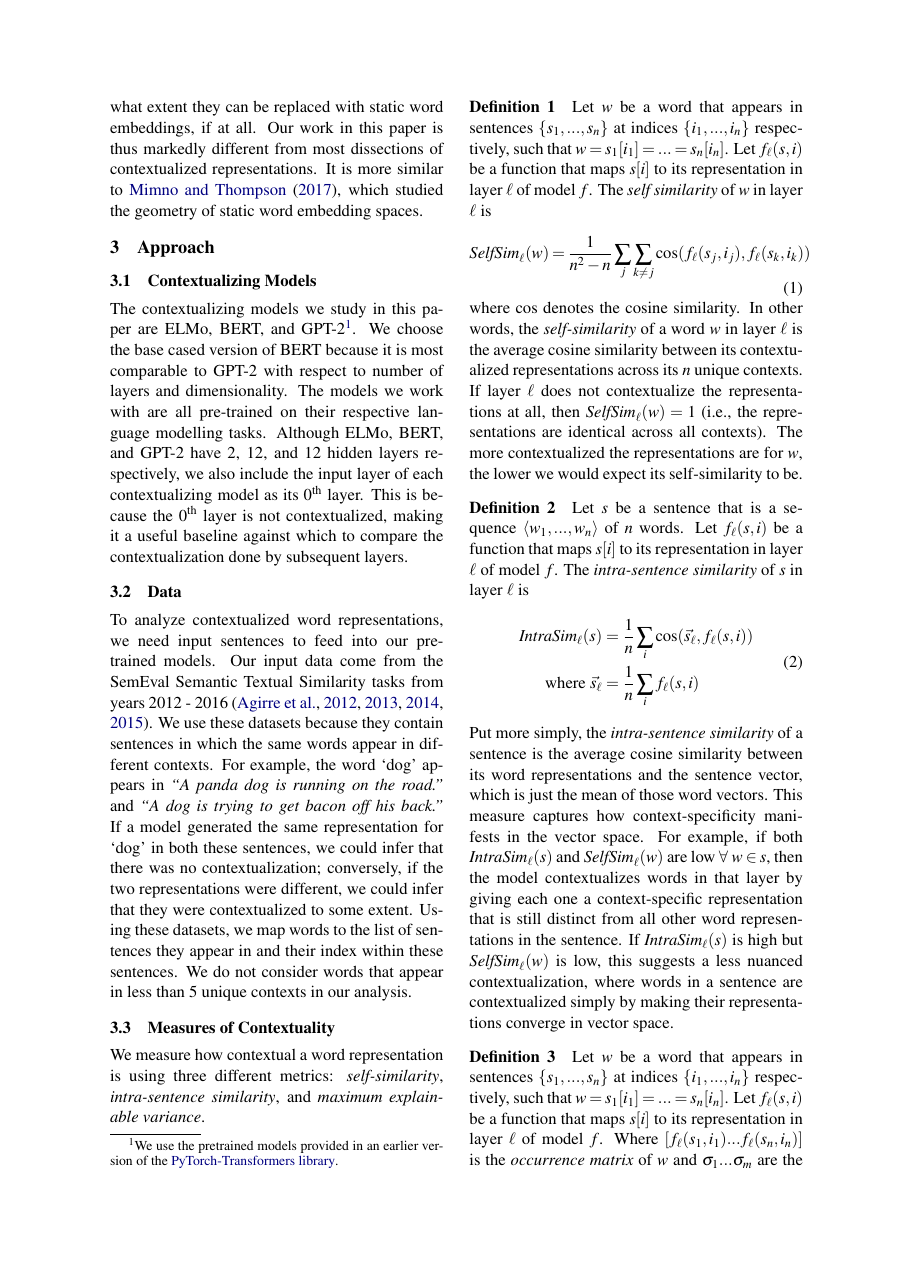 what extent they can be replaced with static word
embeddings, if at all. Our work in this paper is
thus markedly different from most dissections of
contextualized representations. It is more similar
to Mimno and Thompson (2017), which studied
the geometry of static word embedding spaces.
3 Approach
3.1 Contextualizing Models
The contextualizing models we study in this pa-
per are ELMo, BERT, and GPT-2¹. We choose
the base cased version of BERT because it is most
comparable to GPT-2 with respect to number of
layers and dimensionality. The models we work
with are all pre-trained on their respective lan-
guage modelling tasks. Although ELMo, BERT,
and GPT-2 have 2, 12, and 12 hidden layers re-
spectively, we also include the input layer of each
contextualizing model as its 0th layer. This is be-
cause the 0th layer is not contextualized, making
it a useful baseline against which to compare the
contextualization done by subsequent layers.
3.2 Data
To analyze contextualized word representations,
we need input sentences to feed into our pre-
trained models. Our input data come from the
SemEval Semantic Textual Similarity tasks from
years 2012 - 2016 (Agirre et al., 2012, 2013, 2014,
2015). We use these datasets because they contain
sentences in which the same words appear in dif-
ferent contexts. For example, the word ‘dog’ ap-
pears in “A panda dog is running on the road.”
and “A dog is trying to get bacon off his back.”
If a model generated the same representation for
‘dog’ in both these sentences, we could infer that
there was no contextualization; conversely, if the
two representations were different, we could infer
that they were contextualized to some extent. Us-
ing these datasets, we map words to the list of sen-
tences they appear in and their index within these
sentences. We do not consider words that appear
in less than 5 unique contexts in our analysis.
3.3 Measures of Contextuality
We measure how contextual a word representation
is using three different metrics: self-similarity,
intra-sentence similarity, and maximum explain-
able variance.
¹We use the pretrained models provided in an earlier ver-
sion of the PyTorch-Transformers library.
Definition 1 Let w be a word that appears in
sentences {s₁, ..., sₙ} at indices {i₁, ..., iₙ} respec-
tively, such that w = s₁[i₁] = ... = sₙ[iₙ]. Let f_ℓ(s, i)
be a function that maps s[i] to its representation in
layer ℓ of model f. The self similarity of w in layer
ℓ is
SelfSim_ℓ(w) = 1/(n² − n) ∑_j ∑_{k≠j} cos(f_ℓ(s_j, i_j), f_ℓ(s_k, i_k))
(1)
where cos denotes the cosine similarity. In other
words, the self-similarity of a word w in layer ℓ is
the average cosine similarity between its contextu-
alized representations across its n unique contexts.
If layer ℓ does not contextualize the representa-
tions at all, then SelfSim_ℓ(w) = 1 (i.e., the repre-
sentations are identical across all contexts). The
more contextualized the representations are for w,
the lower we would expect its self-similarity to be.
Definition 2 Let s be a sentence that is a se-
quence ⟨w₁, ..., wₙ⟩ of n words. Let f_ℓ(s, i) be a
function that maps s[i] to its representation in layer
ℓ of model f. The intra-sentence similarity of s in
layer ℓ is
IntraSim_ℓ(s) = 1/n ∑_i cos(s⃗_ℓ, f_ℓ(s, i))
(2)
where s⃗_ℓ = 1/n ∑_i f_ℓ(s, i)
Put more simply, the intra-sentence similarity of a
sentence is the average cosine similarity between
its word representations and the sentence vector,
which is just the mean of those word vectors. This
measure captures how context-specificity mani-
fests in the vector space. For example, if both
IntraSim_ℓ(s) and SelfSim_ℓ(w) are low ∀ w ∈ s, then
the model contextualizes words in that layer by
giving each one a context-specific representation
that is still distinct from all other word represen-
tations in the sentence. If IntraSim_ℓ(s) is high but
SelfSim_ℓ(w) is low, this suggests a less nuanced
contextualization, where words in a sentence are
contextualized simply by making their representa-
tions converge in vector space.
Definition 3 Let w be a word that appears in
sentences {s₁, ..., sₙ} at indices {i₁, ..., iₙ} respec-
tively, such that w = s₁[i₁] = ... = sₙ[iₙ]. Let f_ℓ(s, i)
be a function that maps s[i] to its representation in
layer ℓ of model f. Where [f_ℓ(s₁, i₁)...f_ℓ(sₙ, iₙ)]
is the occurrence matrix of w and σ₁...σₘ are the